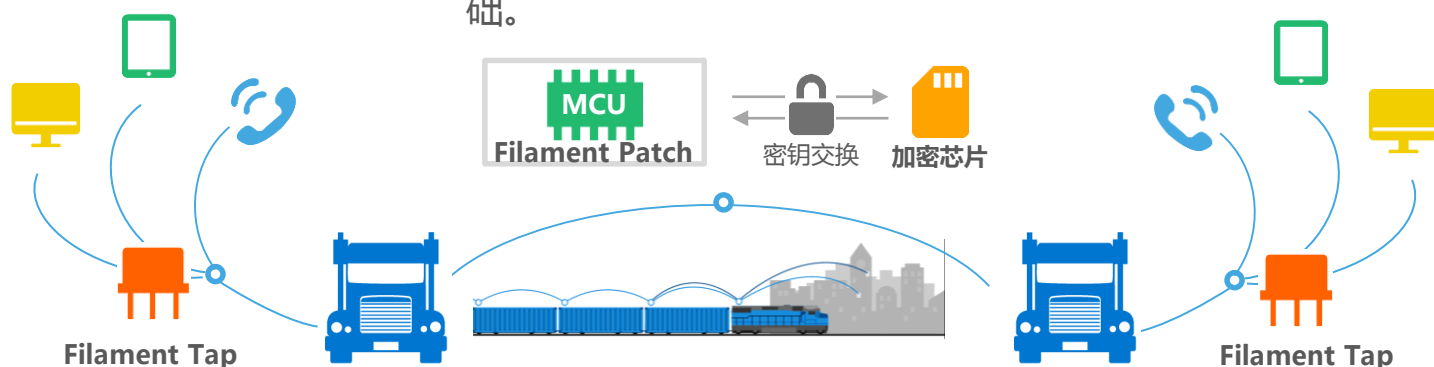 础。
MCU
Filament Patch
密钥交换
加密芯片
Filament Tap
Filament Tap